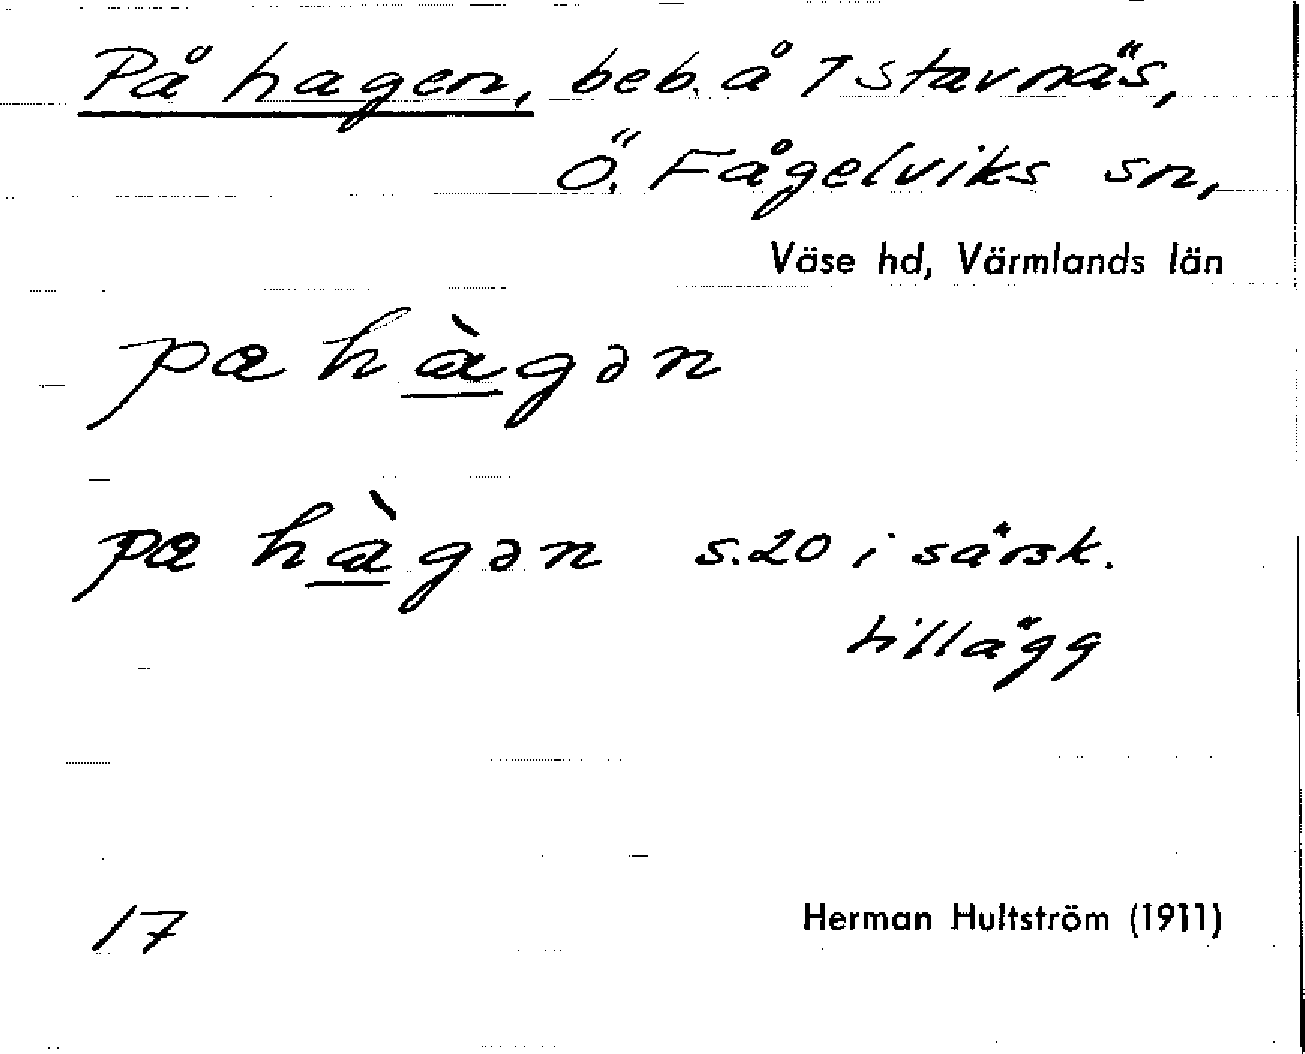 På hagen, beb. å 7 Stavnäs,
Ö. Fågelviks sn,
Väse hd, Värmlands län
pa hàgən
pa hàgən s. 20 i särsk.
tillägg
17
Herman Hultström (1911)